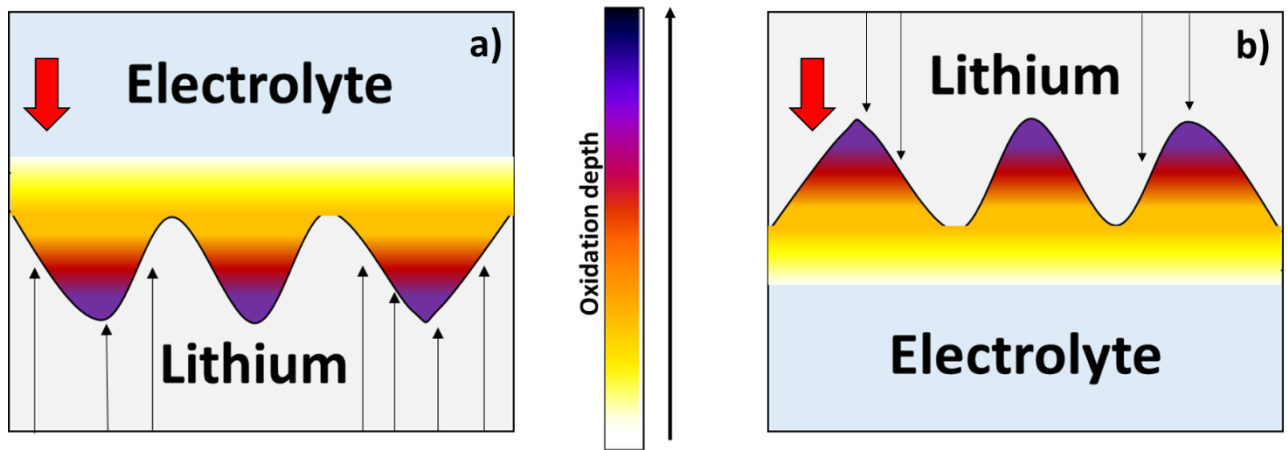 a)
Electrolyte
Lithium
Oxidation depth
b)
Lithium
Electrolyte